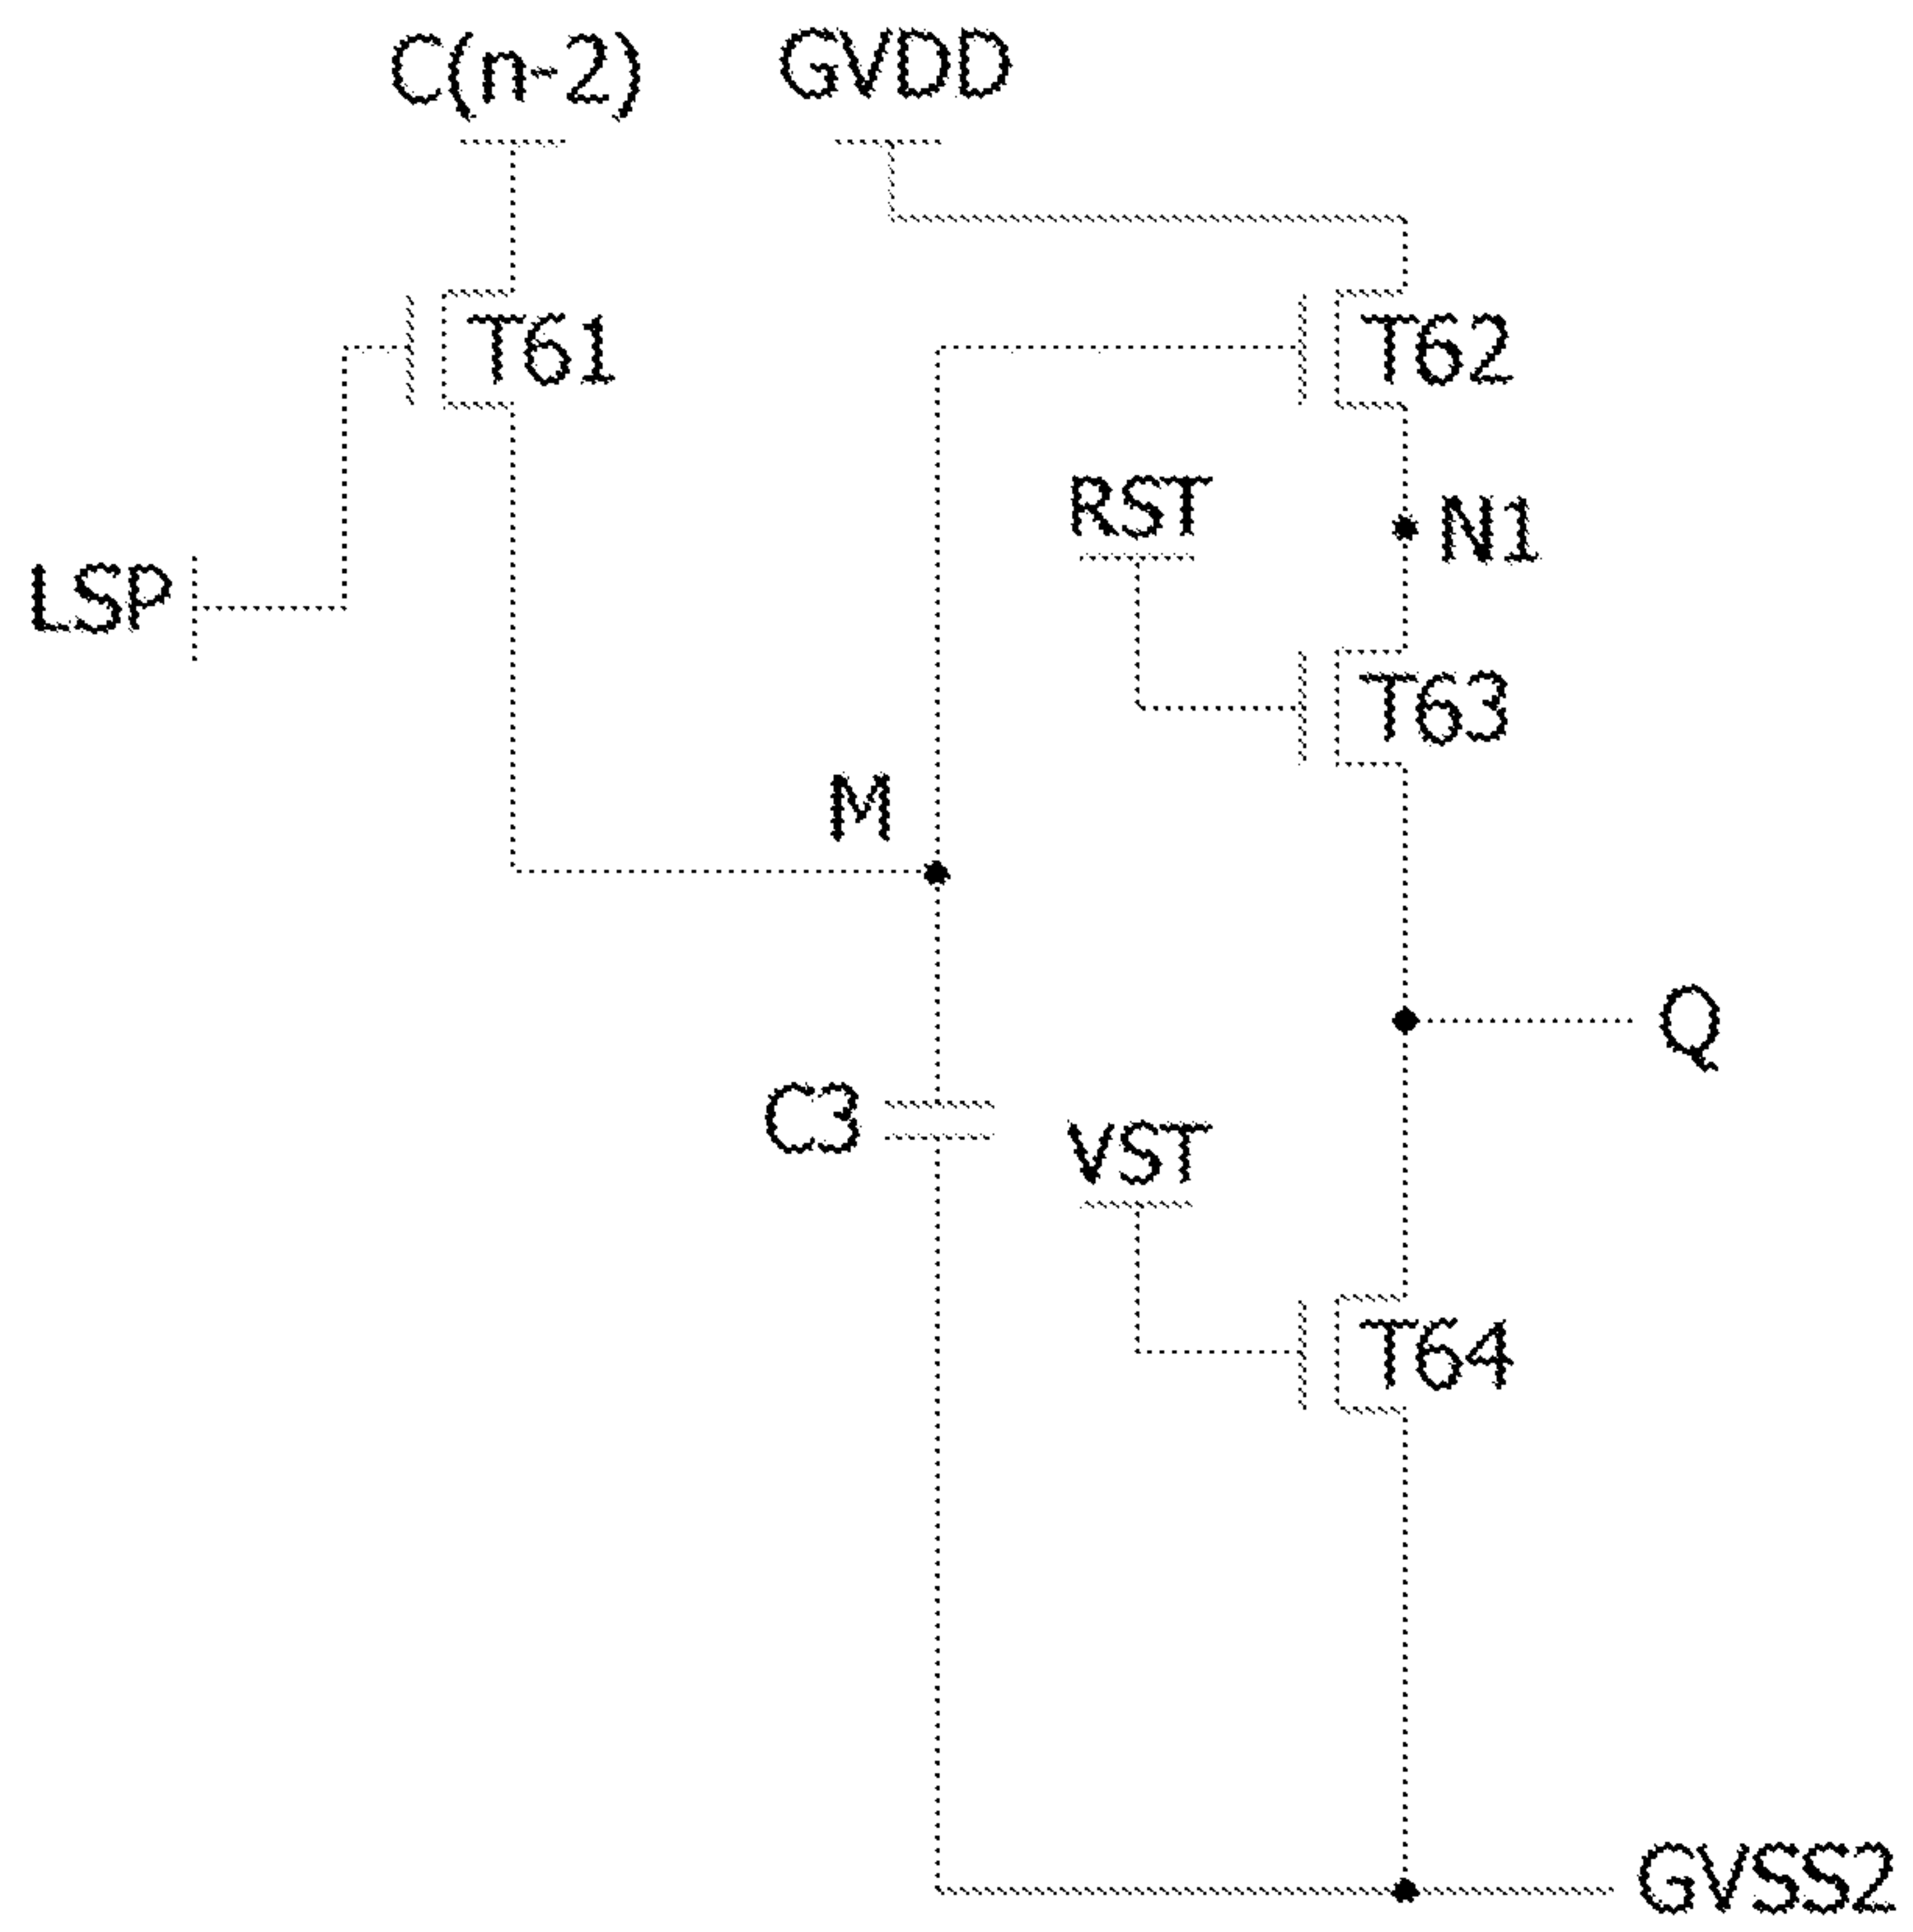 C(n-2) GVDD
T61 T62
RST N1
LSP
T63
M
Q
C3
VST
T64
GVSS2